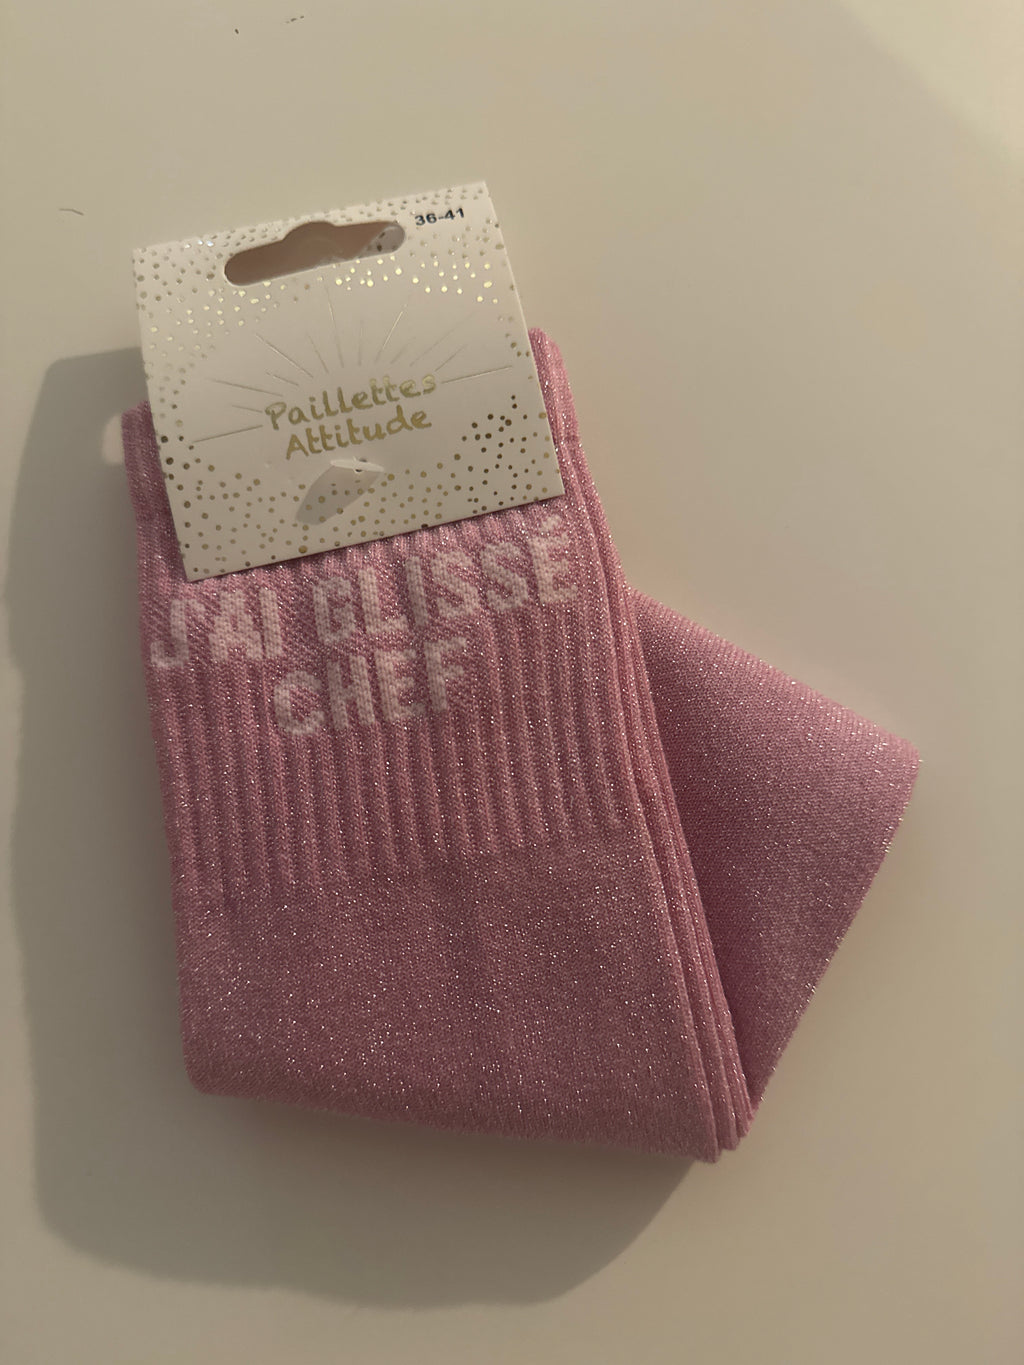 36-41
Paillettes
Attitude
J'AI GLISSÉ
CHEF